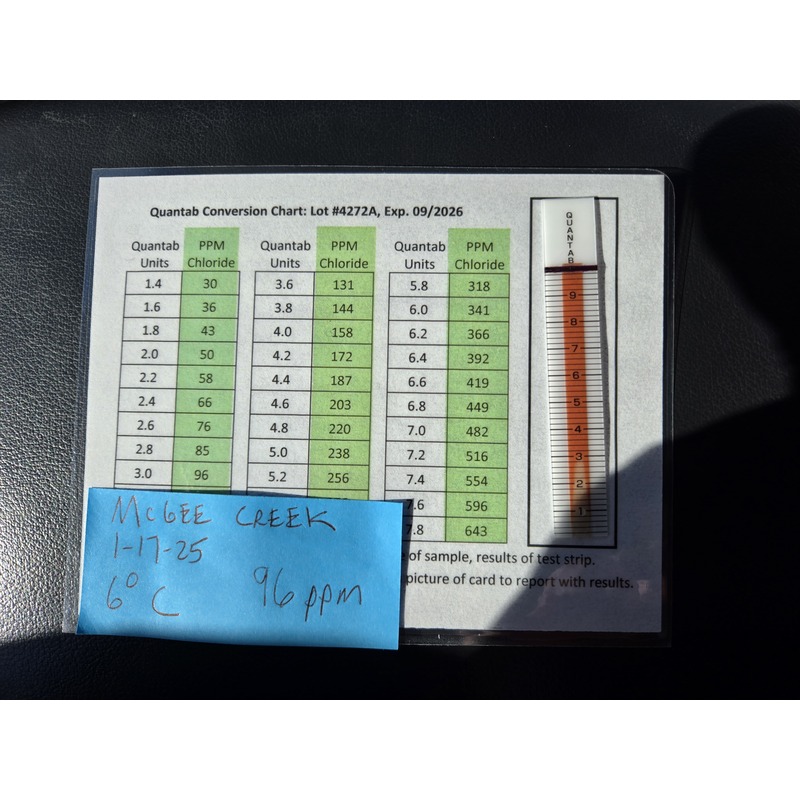 Quantab Conversion Chart: Lot #4272A, Exp. 09/2026
Quantab Units PPM Chloride Quantab Units PPM Chloride Quantab Units PPM Chloride
1.4 30 3.6 131 5.8 318
1.6 36 3.8 144 6.0 341
1.8 43 4.0 158 6.2 366
2.0 50 4.2 172 6.4 392
2.2 58 4.4 187 6.6 419
2.4 66 4.6 203 6.8 449
2.6 76 4.8 220 7.0 482
2.8 85 5.0 238 7.2 516
3.0 96 5.2 256 7.4 554
7.6 596
7.8 643
of sample, results of test strip.
picture of card to report with results.
QUANTAB
9
8
7
6
5
4
3
2
1
McGEE CREEK
1-17-25
6° C 96 ppm